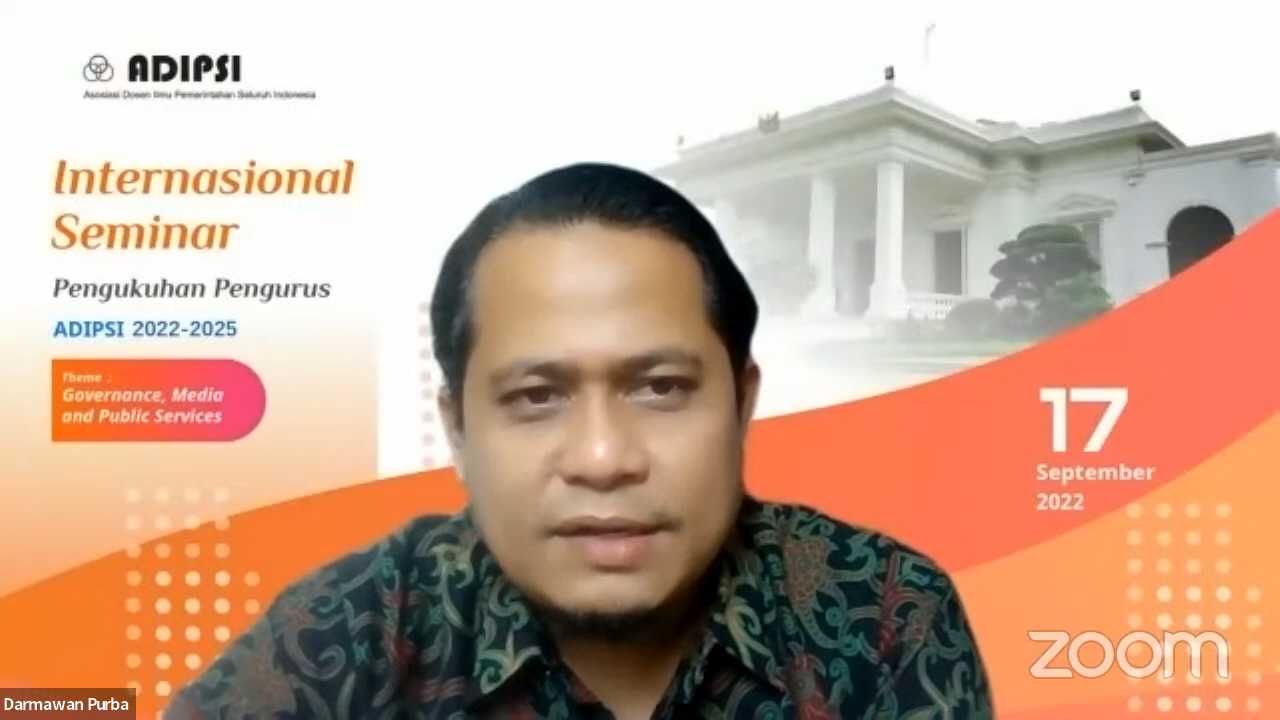 ADIPSI
Asosiasi Dosen Ilmu Pemerintahan Seluruh Indonesia
Internasional
Seminar
Pengukuhan Pengurus
ADIPSI 2022-2025
Theme :
Governance, Media
and Public Services
17
September
2022
zoom
Darmawan Purba